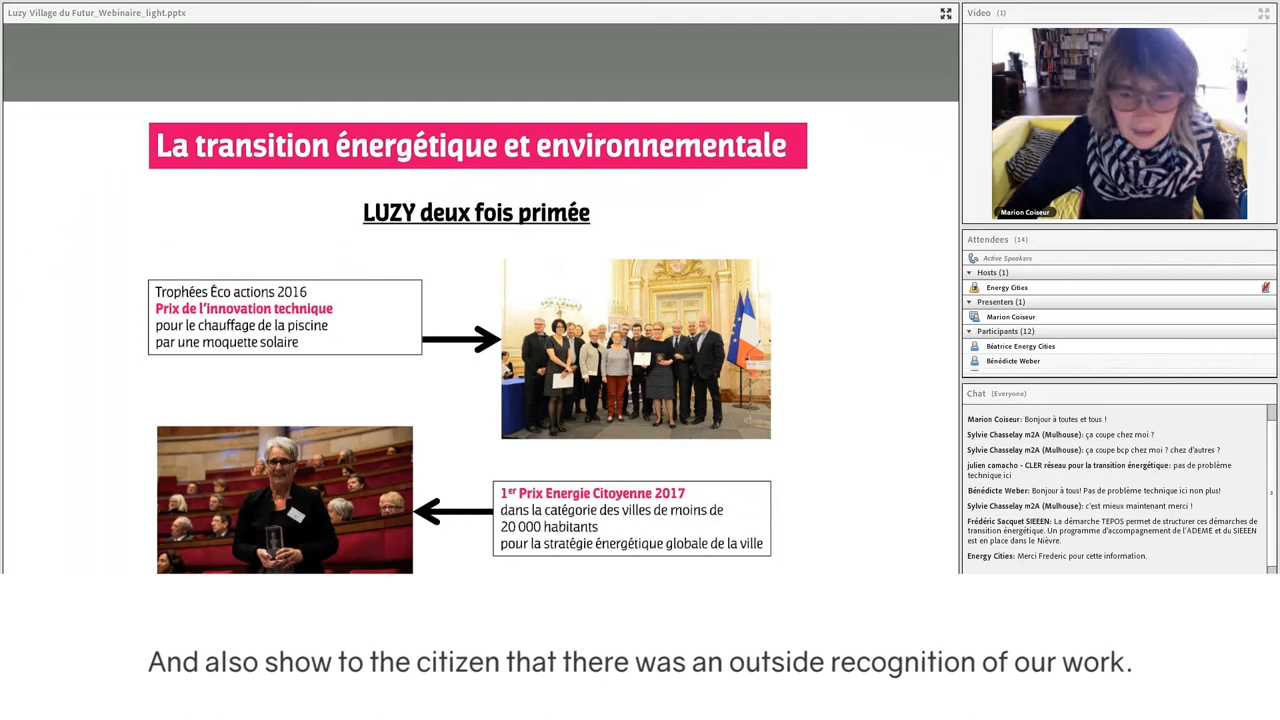 Luzy Village du Futur_Webinaire_light.pptx
La transition énergétique et environnementale
LUZY deux fois primée
Trophées Éco actions 2016
Prix de l'innovation technique
pour le chauffage de la piscine
par une moquette solaire
1er Prix Energie Citoyenne 2017
dans la catégorie des villes de moins de
20 000 habitants
pour la stratégie énergétique globale de la ville
Video (1)
Marion Coiseur
Attendees (14)
Active Speakers
Hosts (1)
Energy Cities
Presenters (1)
Marion Coiseur
Participants (12)
Béatrice Energy Cities
Bénédicte Weber
Chat (Everyone)
Marion Coiseur: Bonjour à toutes et tous !
Sylvie Chasselay m2A (Mulhouse): ça coupe chez moi ?
Sylvie Chasselay m2A (Mulhouse): ça coupe bcp chez moi ? chez d'autres ?
julien camacho - CLER réseau pour la transition énergétique: pas de problème
technique ici
Bénédicte Weber: Bonjour à tous! Pas de problème technique ici non plus!
Sylvie Chasselay m2A (Mulhouse): c'est mieux maintenant merci !
Frédéric Sacquet SIEEEN: La démarche TEPOS permet de structurer ces démarches de
transition énergétique. Un programme d'accompagnement de l'ADEME et du SIEEEN
est en place dans le Nièvre.
Energy Cities: Merci Frederic pour cette information.
And also show to the citizen that there was an outside recognition of our work.